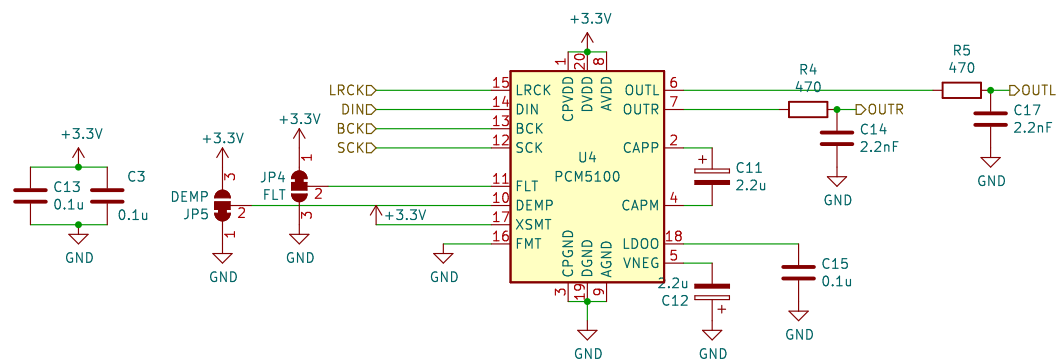 +3.3V
1
20
8
CPVDD
DVDD
AVDD
LRCK
15
LRCK
OUTL
6
R5
470
OUTL
DIN
14
DIN
OUTR
7
R4
470
OUTR
BCK
13
BCK
C14
2.2nF
C17
2.2nF
SCK
12
SCK
CAPP
2
GND
GND
U4
PCM5100
+
C11
2.2u
+3.3V
C13
0.1u
C3
0.1u
GND
+3.3V
3
DEMP
JP5
2
1
GND
+3.3V
1
JP4
FLT
2
3
GND
11
FLT
10
DEMP
+3.3V
17
XSMT
16
FMT
GND
CAPM
4
LDOO
18
VNEG
5
C15
0.1u
GND
2.2u
C12
+
GND
CPGND
DGND
AGND
3
19
9
GND